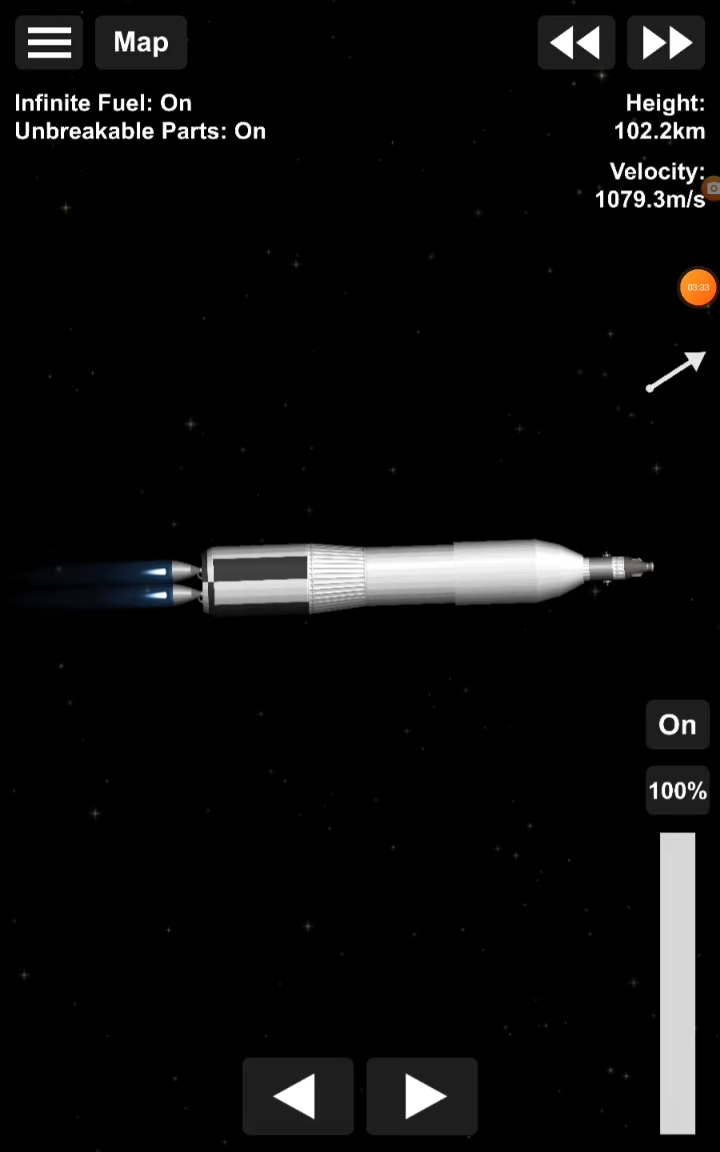 Map
Infinite Fuel: On
Unbreakable Parts: On
Height:
102.2km
Velocity:
1079.3m/s
03:33
On
100%